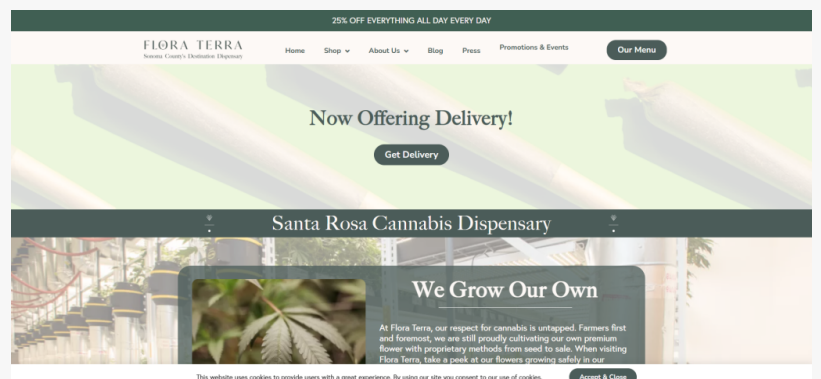 25% OFF EVERYTHING ALL DAY EVERY DAY
FLORA TERRA
Sonoma County's Destination Dispensary
Home Shop About Us Blog Press Promotions & Events Our Menu
Now Offering Delivery!
Get Delivery
Santa Rosa Cannabis Dispensary
We Grow Our Own
At Flora Terra, our respect for cannabis is untapped. Farmers first
and foremost, we are still proudly cultivating our own premium
flower with proprietary methods from seed to sale. When visiting
Flora Terra, take a peek at our flowers growing safely in our
This website uses cookies to provide users with a great experience. By using our site you consent to our use of cookies.
Accept & Close